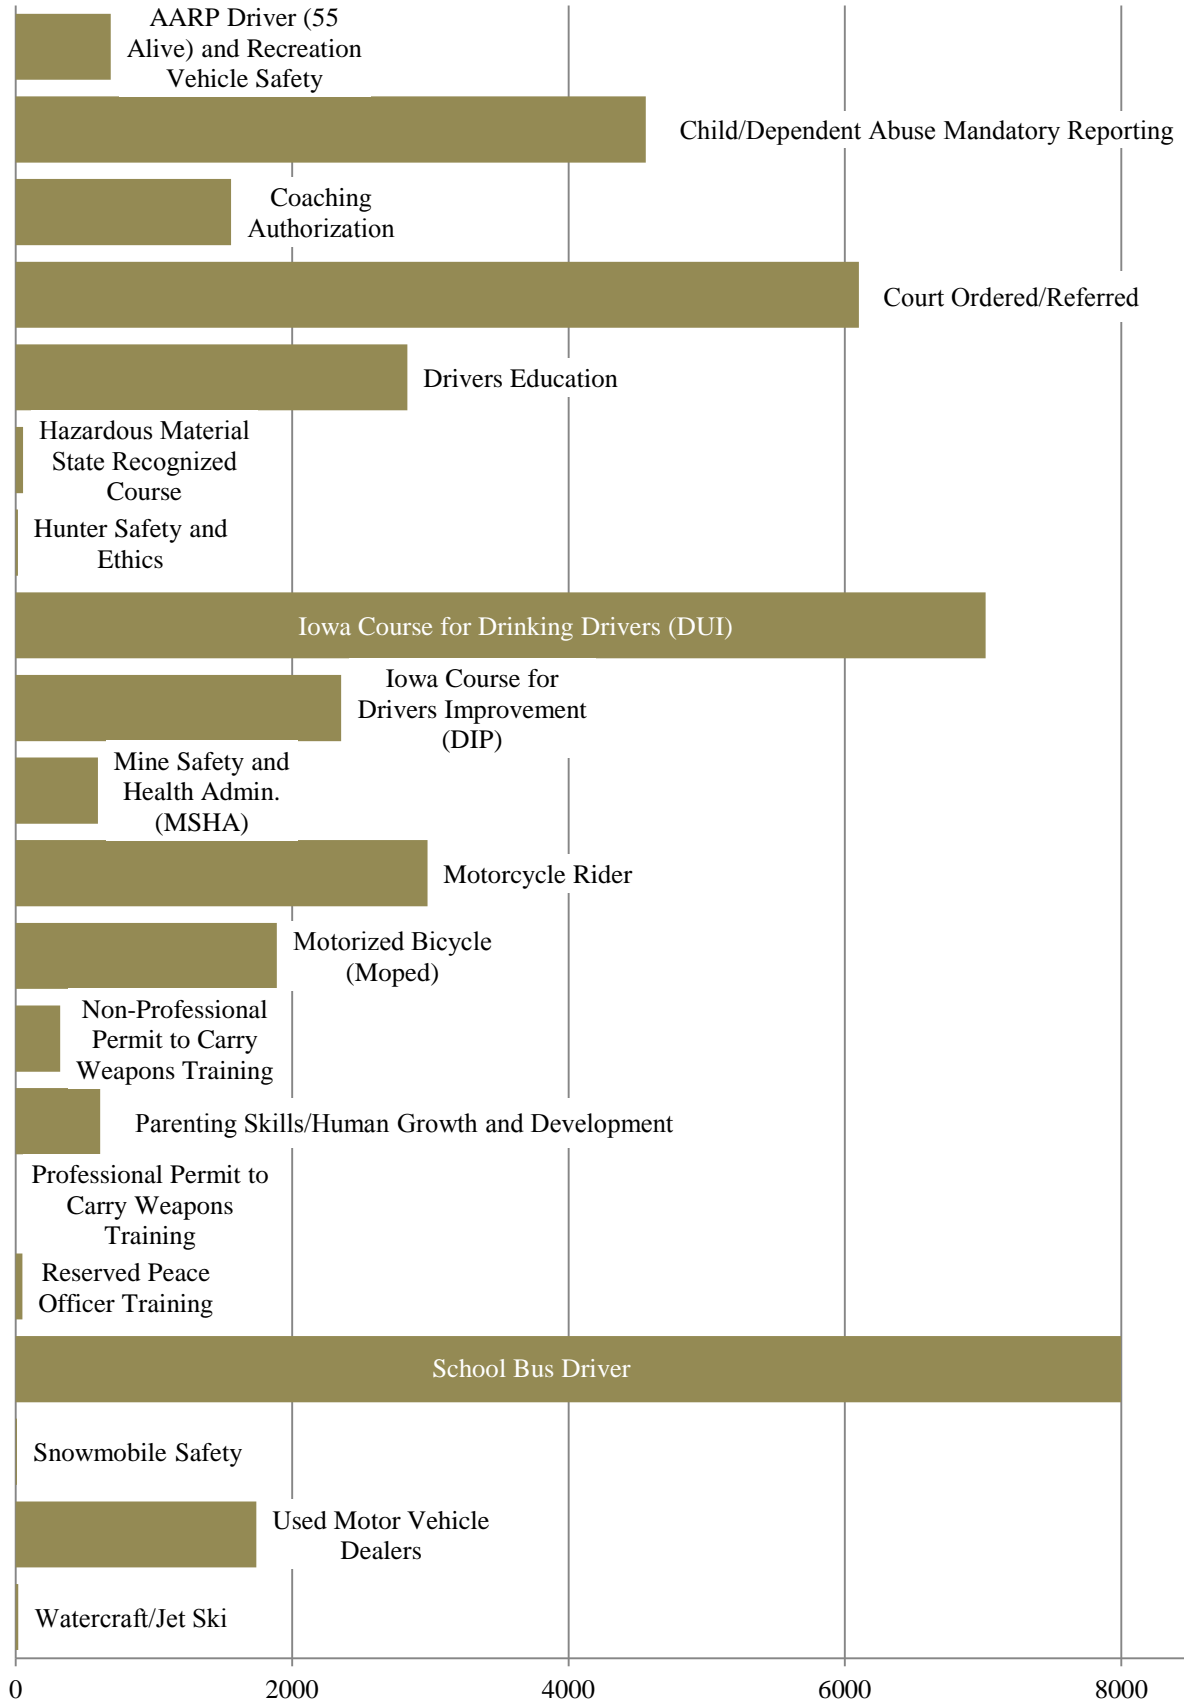 AARP Driver (55
Alive) and Recreation
Vehicle Safety
Child/Dependent Abuse Mandatory Reporting
Coaching
Authorization
Court Ordered/Referred
Drivers Education
Hazardous Material
State Recognized
Course
Hunter Safety and
Ethics
Iowa Course for Drinking Drivers (DUI)
Iowa Course for
Drivers Improvement
(DIP)
Mine Safety and
Health Admin.
(MSHA)
Motorcycle Rider
Motorized Bicycle
(Moped)
Non-Professional
Permit to Carry
Weapons Training
Parenting Skills/Human Growth and Development
Professional Permit to
Carry Weapons
Training
Reserved Peace
Officer Training
School Bus Driver
Snowmobile Safety
Used Motor Vehicle
Dealers
Watercraft/Jet Ski
0 2000 4000 6000 8000